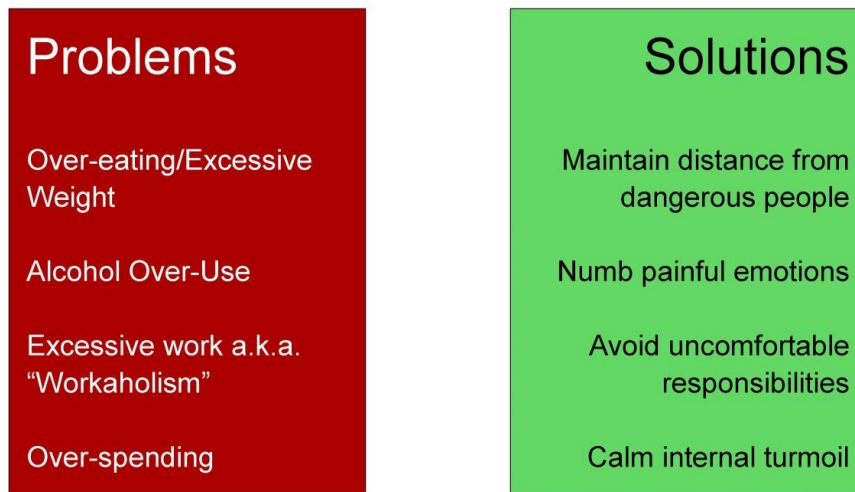 Problems
Over-eating/Excessive
Weight
Alcohol Over-Use
Excessive work a.k.a.
“Workaholism”
Over-spending
Solutions
Maintain distance from
dangerous people
Numb painful emotions
Avoid uncomfortable
responsibilities
Calm internal turmoil